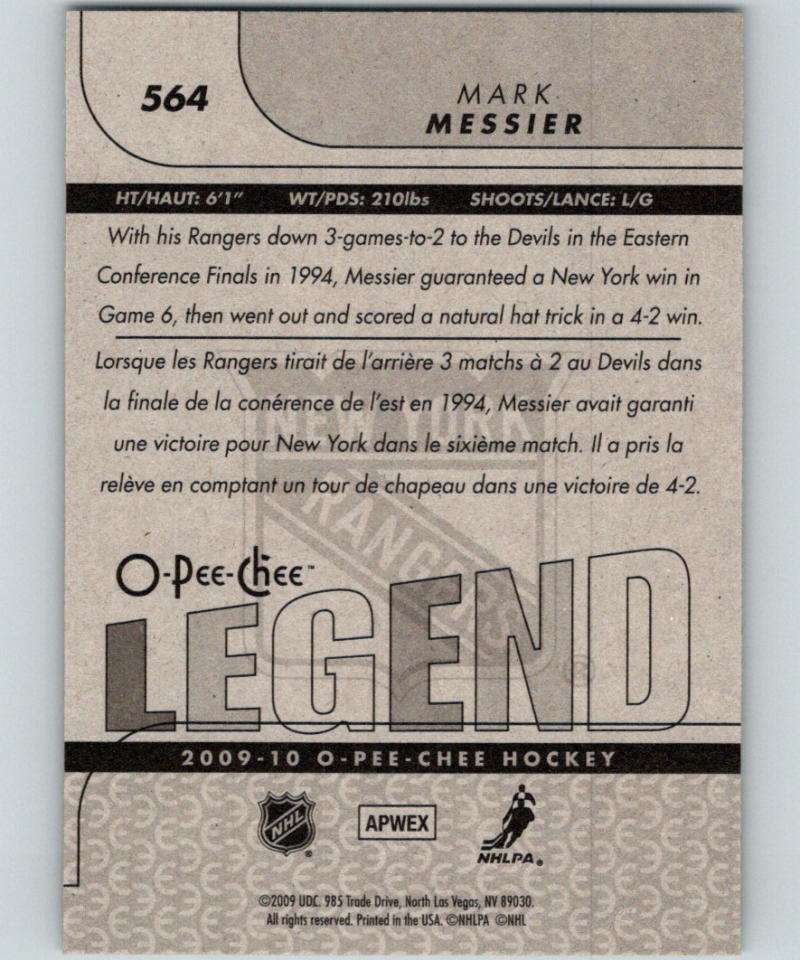 564
MARK
MESSIER
HT/HAUT: 6'1" WT/PDS: 210lbs SHOOTS/LANCE: L/G
With his Rangers down 3-games-to-2 to the Devils in the Eastern
Conference Finals in 1994, Messier guaranteed a New York win in
Game 6, then went out and scored a natural hat trick in a 4-2 win.
Lorsque les Rangers tirait de l'arrière 3 matchs à 2 au Devils dans
la finale de la conérence de l'est en 1994, Messier avait garanti
une victoire pour New York dans le sixième match. Il a pris la
relève en comptant un tour de chapeau dans une victoire de 4-2.
NEW YORK
RANGERS
®
O-Pee-Chee™
LEGEND
2009-10 O-PEE-CHEE HOCKEY
NHL ®
APWEX
NHLPA®
©2009 UDC. 985 Trade Drive, North Las Vegas, NV 89030.
All rights reserved. Printed in the USA. ©NHLPA ©NHL